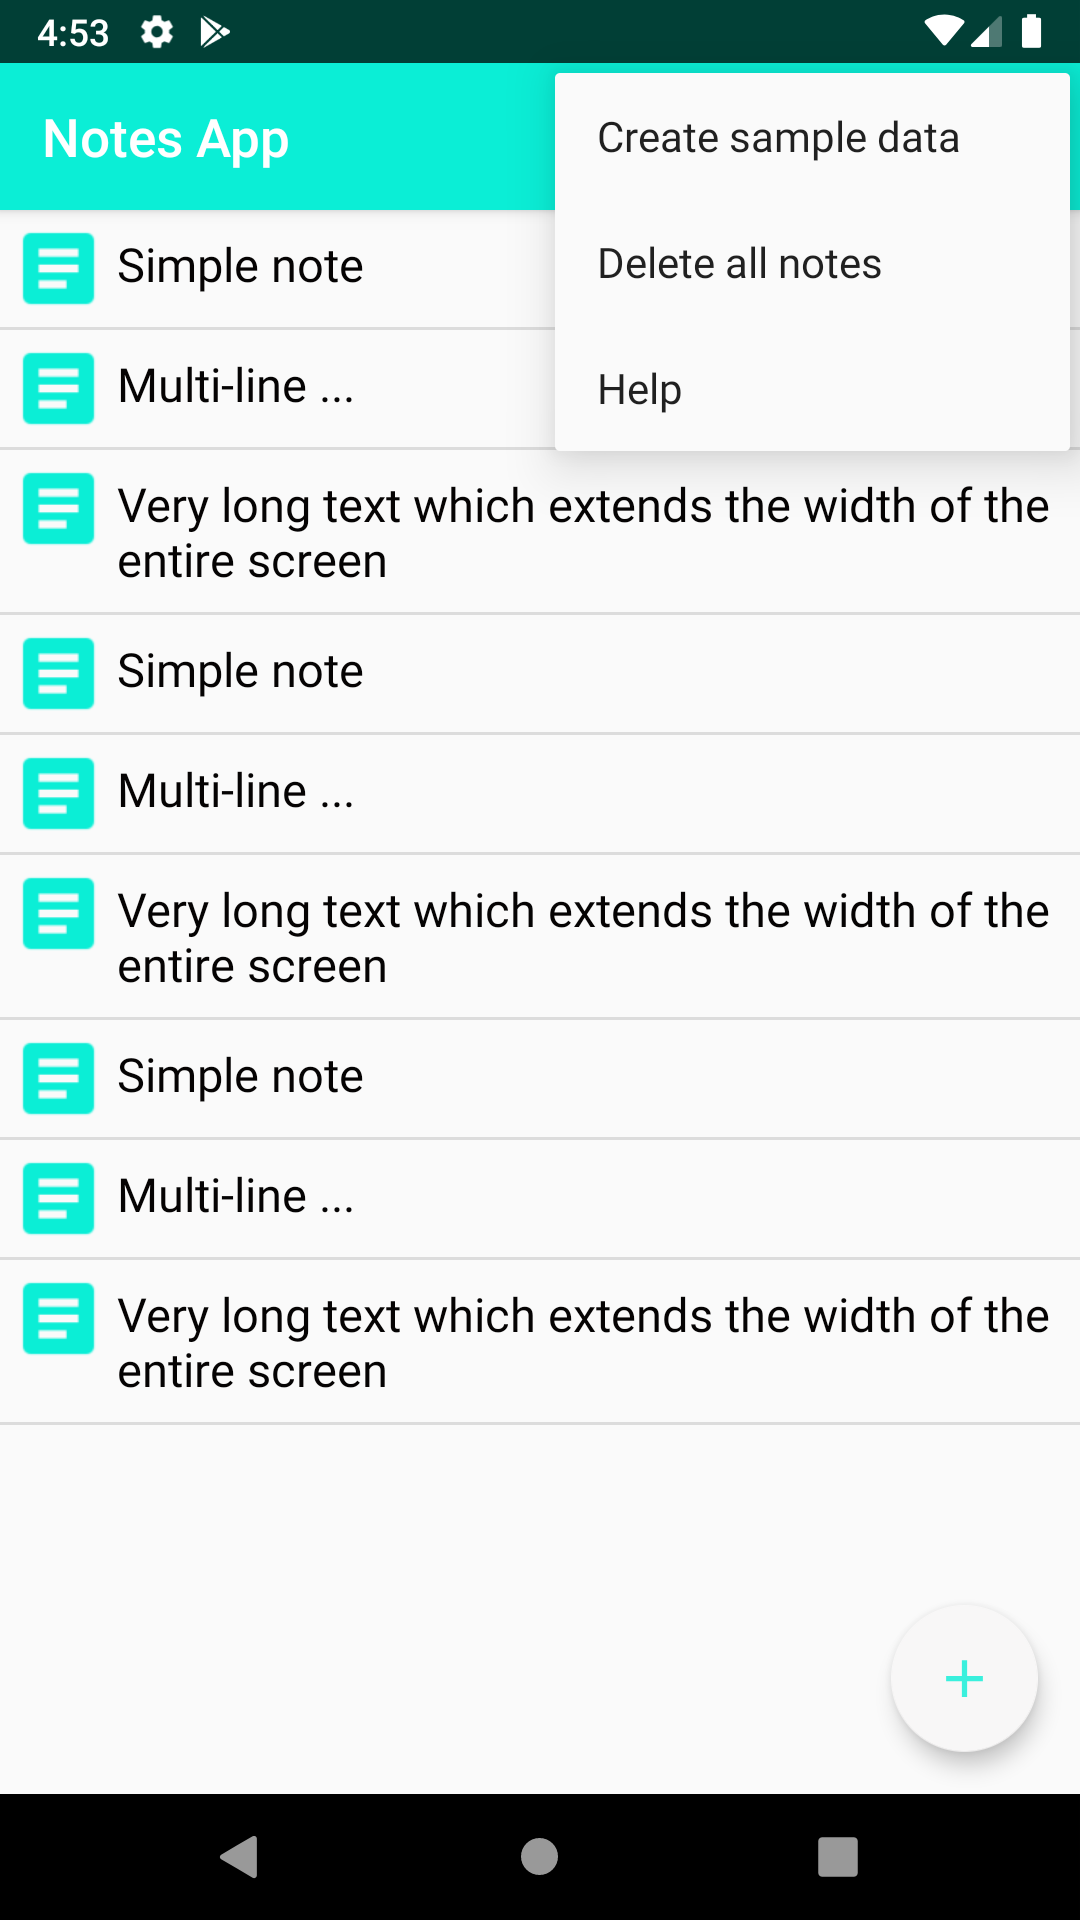 4:53
Notes App
Create sample data
Delete all notes
Help
Simple note
Multi-line ...
Very long text which extends the width of the
entire screen
Simple note
Multi-line ...
Very long text which extends the width of the
entire screen
Simple note
Multi-line ...
Very long text which extends the width of the
entire screen